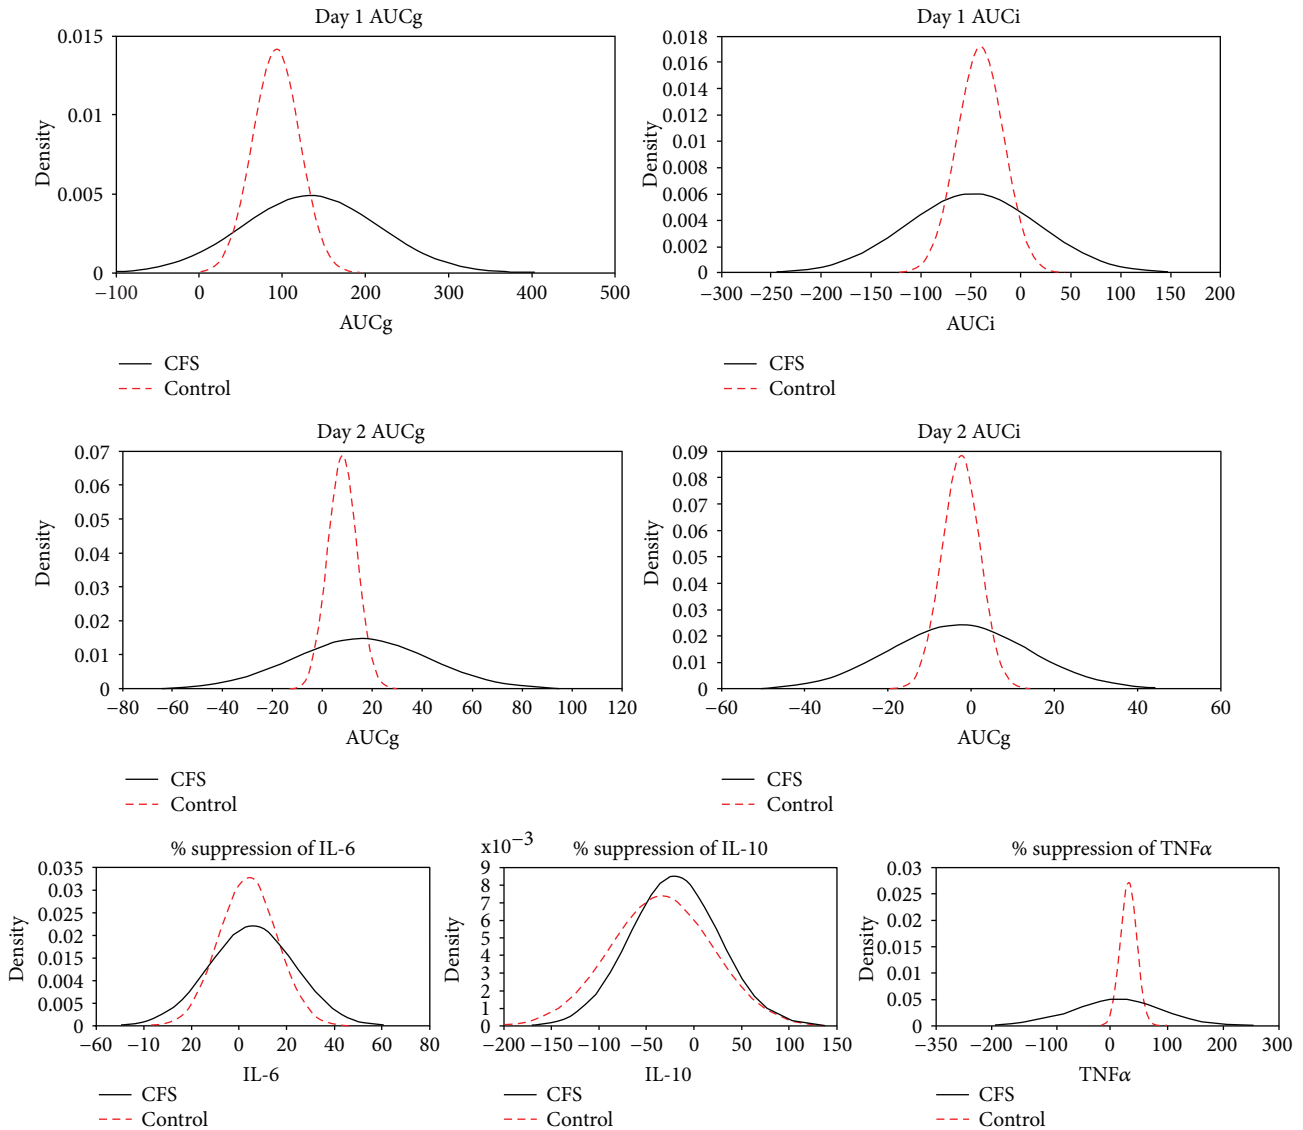 Day 1 AUCg
0.015
0.01
0.005
0
Density
−100 0 100 200 300 400 500
AUCg
CFS
Control
Day 1 AUCi
0.018
0.016
0.014
0.012
0.010
0.008
0.006
0.004
0.002
0
Density
−300 −250 −200 −150 −100 −50 0 50 100 150 200
AUCi
CFS
Control
Day 2 AUCg
0.07
0.06
0.05
0.04
0.03
0.02
0.01
0
Density
−80 −60 −40 −20 0 20 40 60 80 100 120
AUCg
CFS
Control
Day 2 AUCi
0.09
0.08
0.07
0.06
0.05
0.04
0.03
0.02
0.01
0
Density
−60 −40 −20 0 20 40 60
AUCg
CFS
Control
% suppression of IL-6
0.035
0.03
0.025
0.02
0.015
0.004
0.005
0
Density
−60 −10 −20 0 20 40 60 80
IL-6
CFS
Control
x10−3
% suppression of IL-10
9
8
7
6
5
4
3
2
1
0
Density
−200 −150 −100 −50 0 50 100 150
IL-10
CFS
Control
% suppression of TNFα
0.03
0.025
0.02
0.015
0.01
0.05
0
Density
−350 −200 −100 0 100 200 300
TNFα
CFS
Control